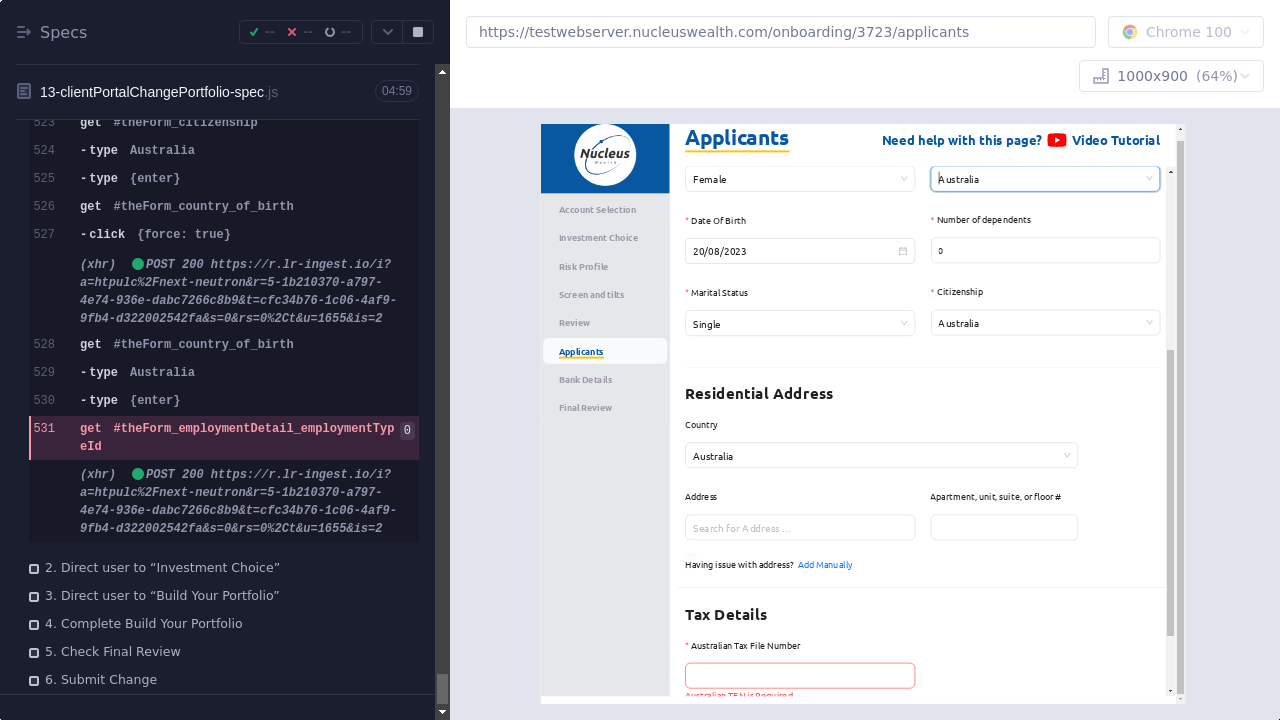 Specs
--
--
--
https://testwebserver.nucleuswealth.com/onboarding/3723/applicants
Chrome 100
1000x900 (64%)
13-clientPortalChangePortfolio-spec.js
04:59
523 get #theForm_citizenship
524 -type Australia
525 -type {enter}
526 get #theForm_country_of_birth
527 -click {force: true}
(xhr) POST 200 https://r.lr-ingest.io/i?
a=htpulc%2Fnext-neutron&r=5-1b210370-a797-
4e74-936e-dabc7266c8b9&t=cfc34b76-1c06-4af9-
9fb4-d322002542fa&s=0&rs=0%2Ct&u=1655&is=2
528 get #theForm_country_of_birth
529 -type Australia
530 -type {enter}
531 get #theForm_employmentDetail_employmentTyp
eId
0
(xhr) POST 200 https://r.lr-ingest.io/i?
a=htpulc%2Fnext-neutron&r=5-1b210370-a797-
4e74-936e-dabc7266c8b9&t=cfc34b76-1c06-4af9-
9fb4-d322002542fa&s=0&rs=0%2Ct&u=1655&is=2
2. Direct user to “Investment Choice”
3. Direct user to “Build Your Portfolio”
4. Complete Build Your Portfolio
5. Check Final Review
6. Submit Change
Nucleus
Wealth
Account Selection
Investment Choice
Risk Profile
Screen and tilts
Review
Applicants
Bank Details
Final Review
Applicants
Need help with this page? Video Tutorial
Female
Australia
* Date Of Birth
* Number of dependents
20/08/2023
0
* Marital Status
* Citizenship
Single
Australia
Residential Address
Country
Australia
Address
Apartment, unit, suite, or floor #
Search for Address ...
Having issue with address? Add Manually
Tax Details
* Australian Tax File Number
Australian TFN is Required